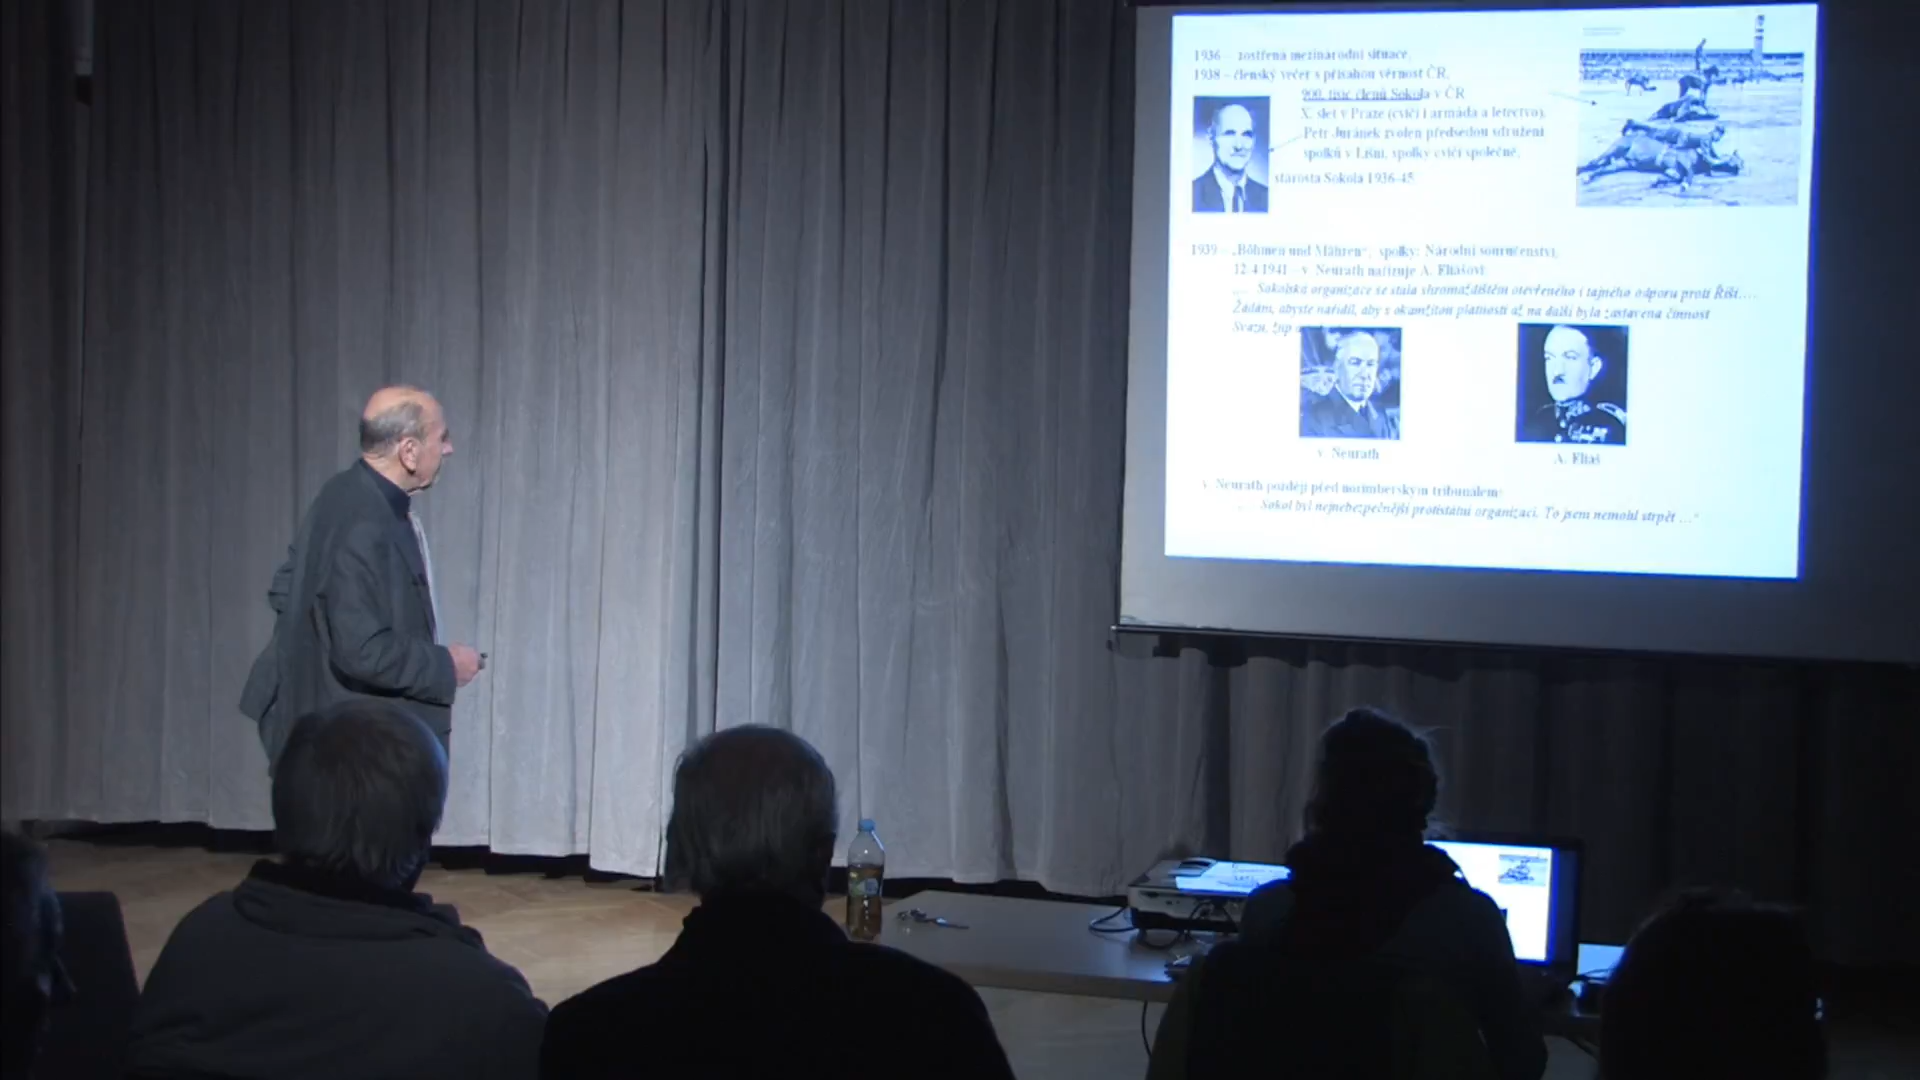 1936 – zostřená mezinárodní situace,
1938 – členský večer s přísahou věrnost ČR,
900. tisíc členů Sokola v ČR
X. slet v Praze (cvičí i armáda a letectvo),
Petr Juránek zvolen předsedou sdružení
spolků v Líšni, spolky cvičí společně,
starosta Sokola 1936-45
1939 – „Böhmen und Mähren“, spolky: Národní souručenství,
12.4.1941 – v. Neurath nařizuje A. Eliášovi:
„… Sokolská organizace se stala shromaždištěm otevřeného i tajného odporu proti Říši….
Žádám, abyste nařídil, aby s okamžitou platností až na další byla zastavena činnost
Svazu, žup
v. Neurath
A. Eliáš
v. Neurath později před norimberským tribunálem:
„… Sokol byl nejnebezpečnější protistátní organizací. To jsem nemohl strpět …“